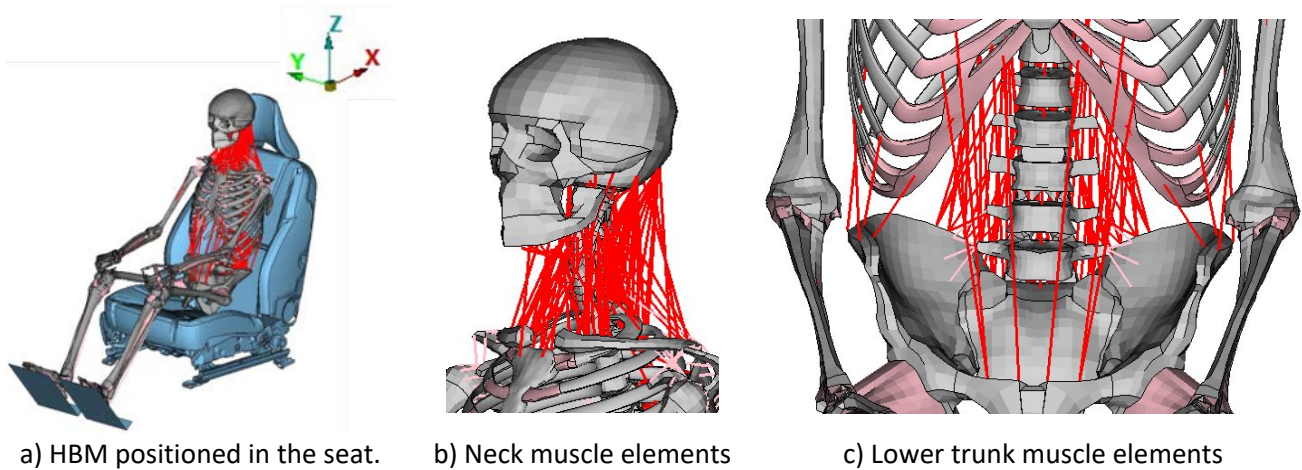 Z
Y
X
a) HBM positioned in the seat.
b) Neck muscle elements
c) Lower trunk muscle elements